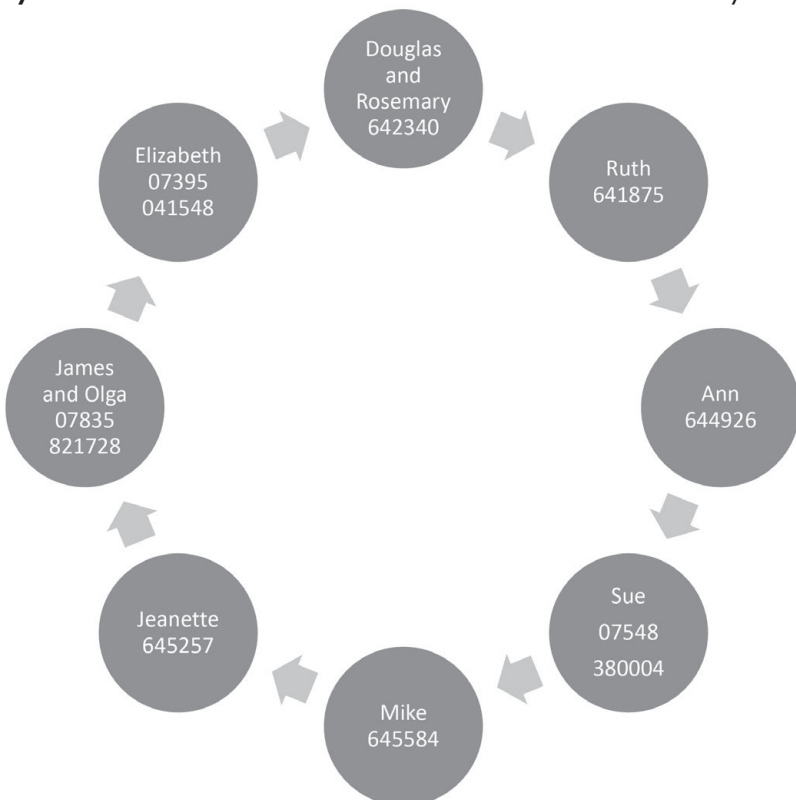 Douglas
and
Rosemary
642340
Ruth
641875
Ann
644926
Sue
07548
380004
Mike
645584
Jeanette
645257
James
and Olga
07835
821728
Elizabeth
07395
041548